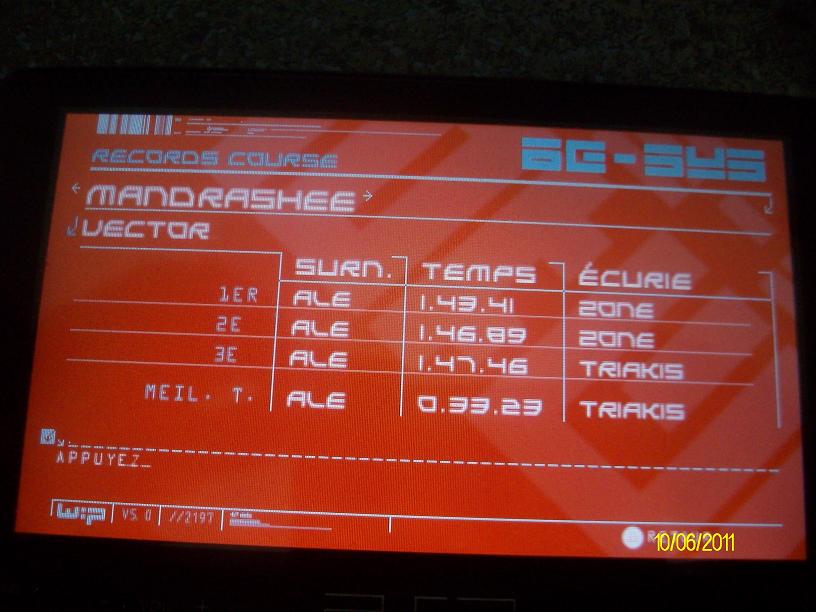 RECORDS COURSE
AG-SYS
MANDRASHEE
VECTOR
SURN. TEMPS ÉCURIE
1ER ALE 1.43.41 ZONE
2E ALE 1.46.89 ZONE
3E ALE 1.47.46 TRIAKIS
MEIL. T. ALE 0.33.23 TRIAKIS
APPUYEZ_
WIP V5.0 //2197
10/06/2011